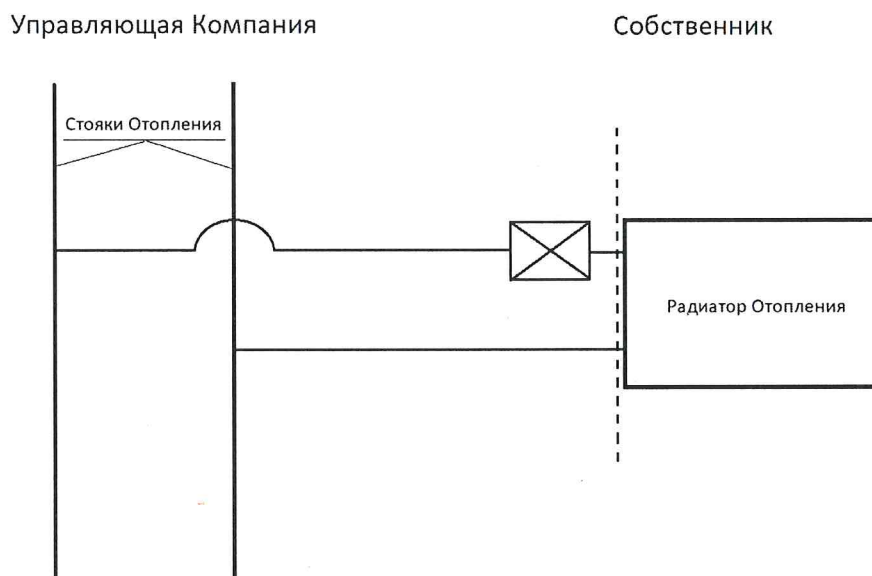 Управляющая Компания
Собственник
Стояки Отопления
Радиатор Отопления